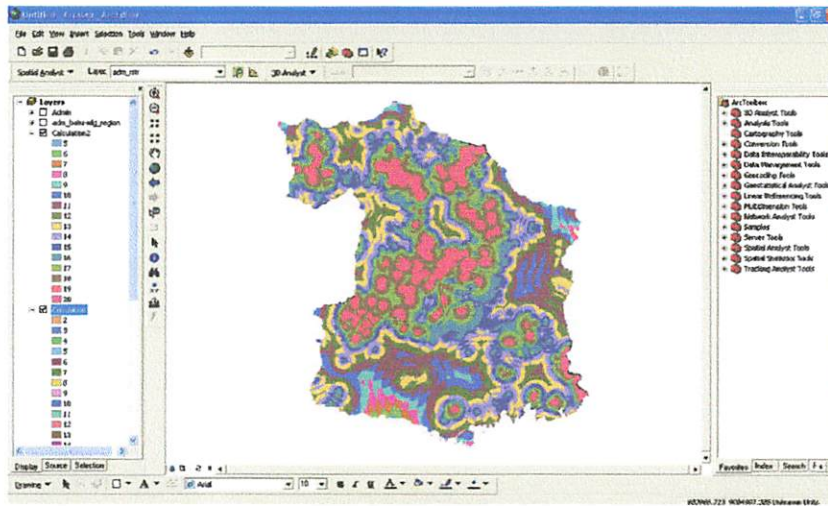 Untitled - ArcMap - ArcInfo
File Edit View Insert Selection Tools Window Help
Spatial Analyst Layer: 3D Analyst
Layers
Admin
Calculation2
5
6
7
8
9
10
11
12
13
14
15
16
17
18
19
20
Calculation
2
3
4
5
6
7
8
9
10
11
12
13
Display Source Selection
ArcToolbox
3D Analyst Tools
Analysis Tools
Cartography Tools
Conversion Tools
Data Interoperability Tools
Data Management Tools
Geocoding Tools
Geostatistical Analyst Tools
Linear Referencing Tools
Multidimension Tools
Network Analyst Tools
Samples
Server Tools
Spatial Analyst Tools
Spatial Statistics Tools
Tracking Analyst Tools
Favorites Index Search
Drawing A Arial 10 B I U A
Unknown Units